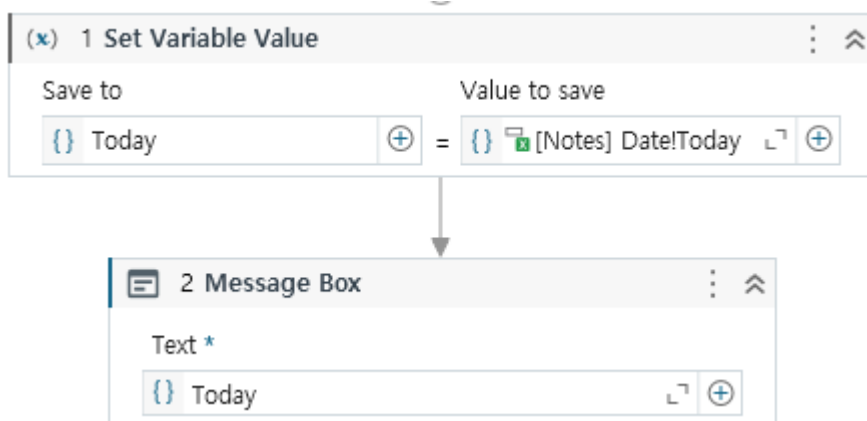 (x) 1 Set Variable Value
Save to
Value to save
{} Today
=
{} [Notes] Date!Today
2 Message Box
Text *
{} Today